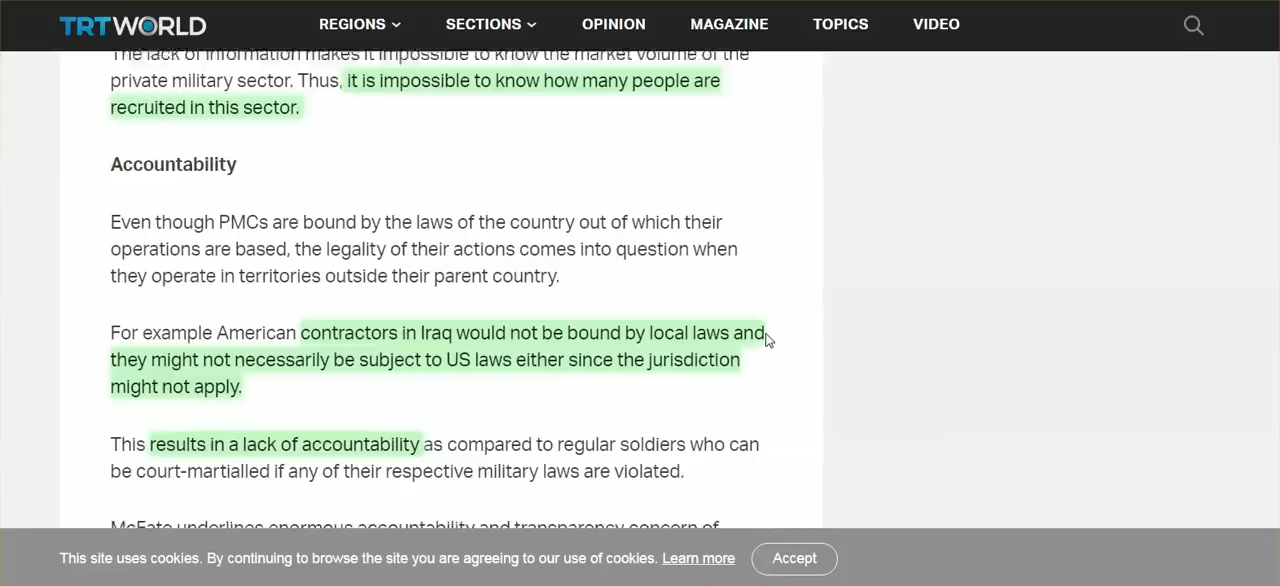 TRTWORLD REGIONS SECTIONS OPINION MAGAZINE TOPICS VIDEO
The lack of information makes it impossible to know the market volume of the
private military sector. Thus, it is impossible to know how many people are
recruited in this sector.
Accountability
Even though PMCs are bound by the laws of the country out of which their
operations are based, the legality of their actions comes into question when
they operate in territories outside their parent country.
For example American contractors in Iraq would not be bound by local laws and
they might not necessarily be subject to US laws either since the jurisdiction
might not apply.
This results in a lack of accountability as compared to regular soldiers who can
be court-martialled if any of their respective military laws are violated.
McFate underlines enormous accountability and transparency concern of
This site uses cookies. By continuing to browse the site you are agreeing to our use of cookies. Learn more Accept